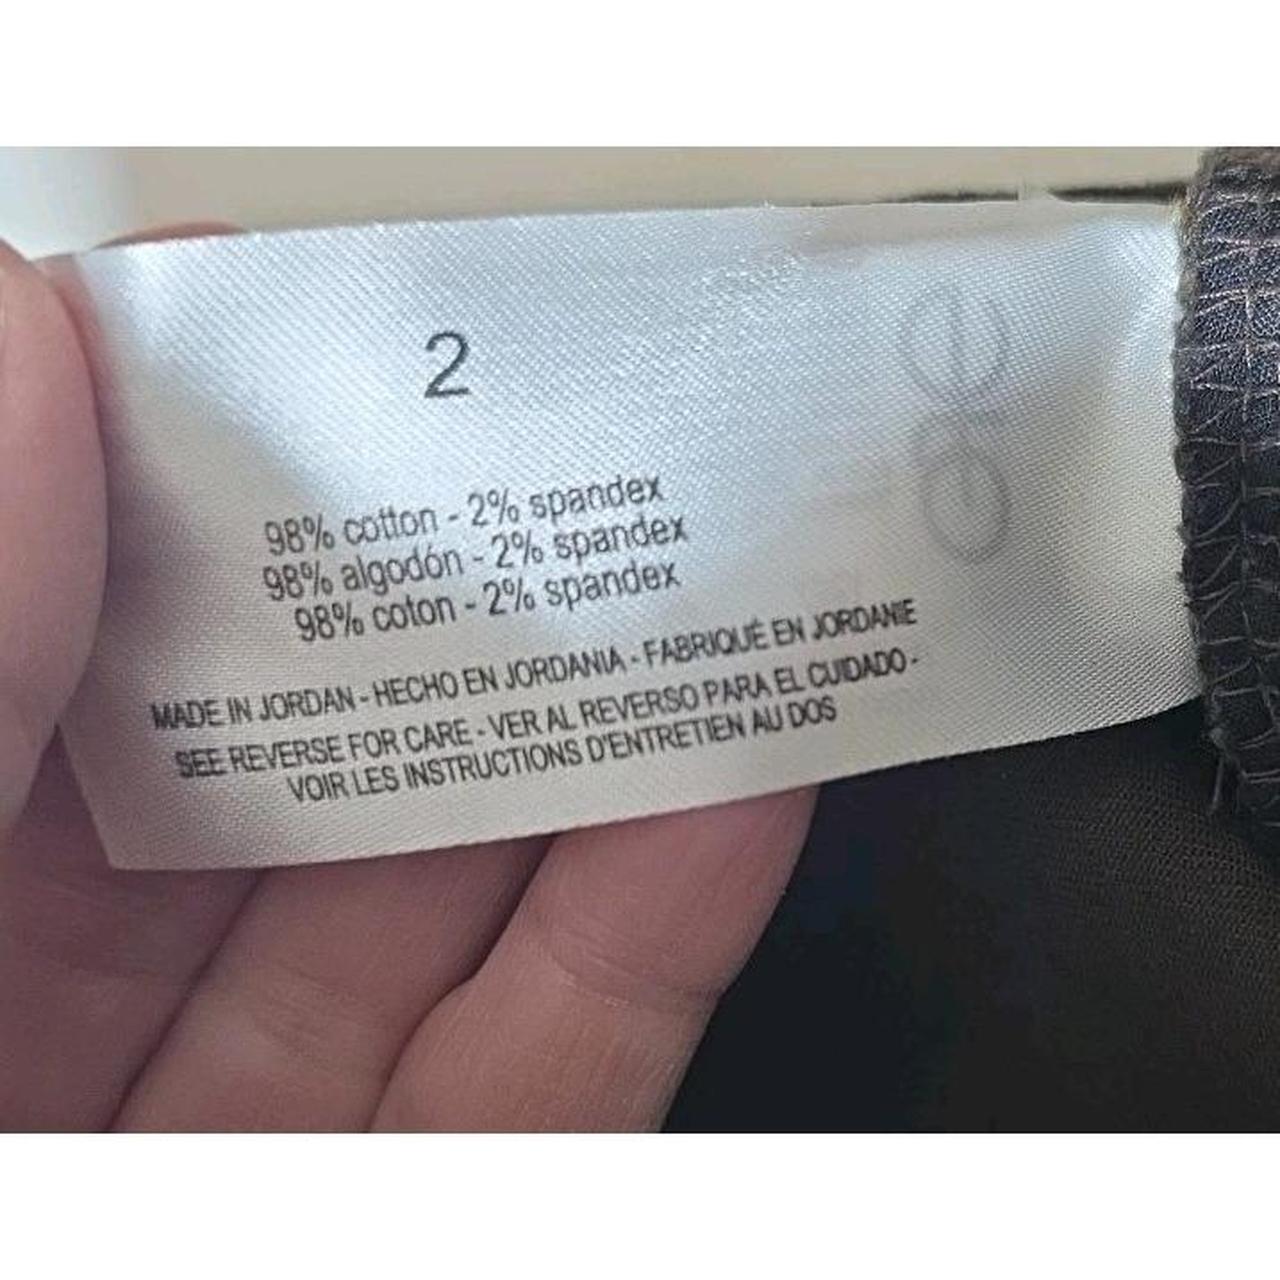 2
98% cotton - 2% spandex
98% algodón - 2% spandex
98% coton - 2% spandex
MADE IN JORDAN - HECHO EN JORDANIA - FABRIQUÉ EN JORDANIE
SEE REVERSE FOR CARE - VER AL REVERSO PARA EL CUIDADO -
VOIR LES INSTRUCTIONS D'ENTRETIEN AU DOS